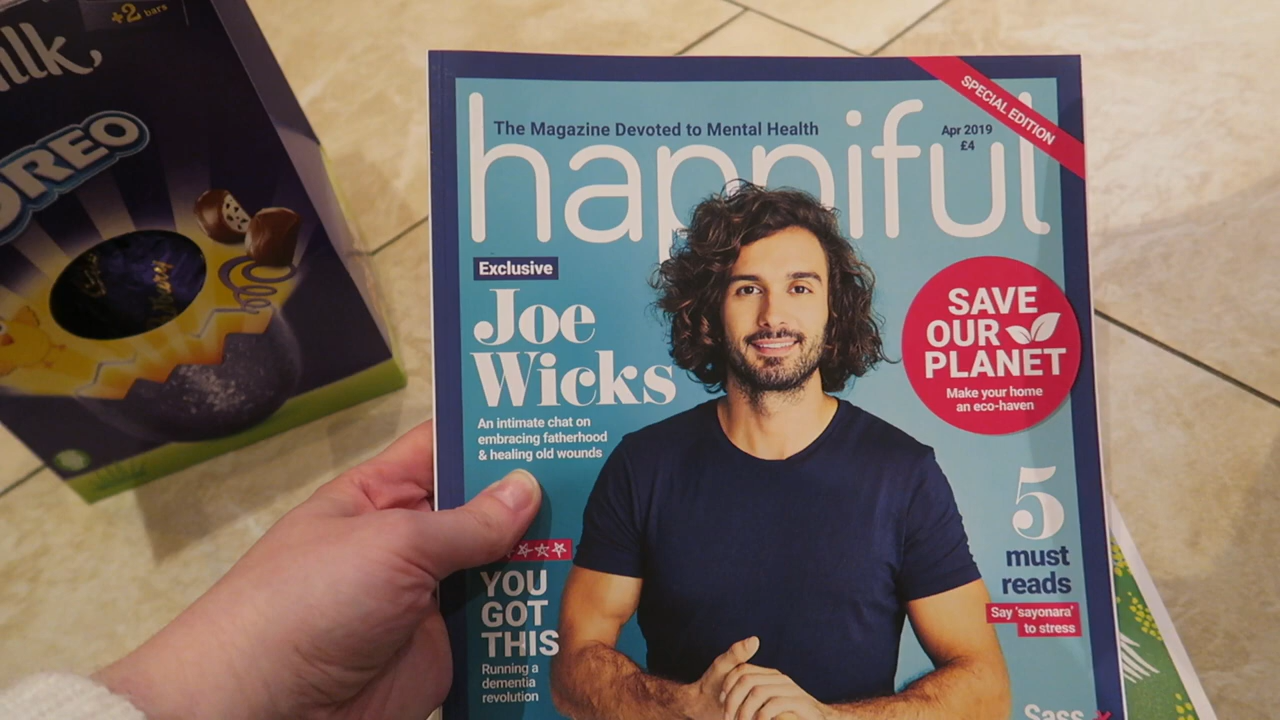 +2 bars
OREO
The Magazine Devoted to Mental Health
happiful
Apr 2019
£4
SPECIAL EDITION
Exclusive
Joe
Wicks
An intimate chat on
embracing fatherhood
& healing old wounds
SAVE
OUR
PLANET
Make your home
an eco-haven
5
must
reads
Say 'sayonara'
to stress
YOU
GOT
THIS
Running a
dementia
revolution
Sass